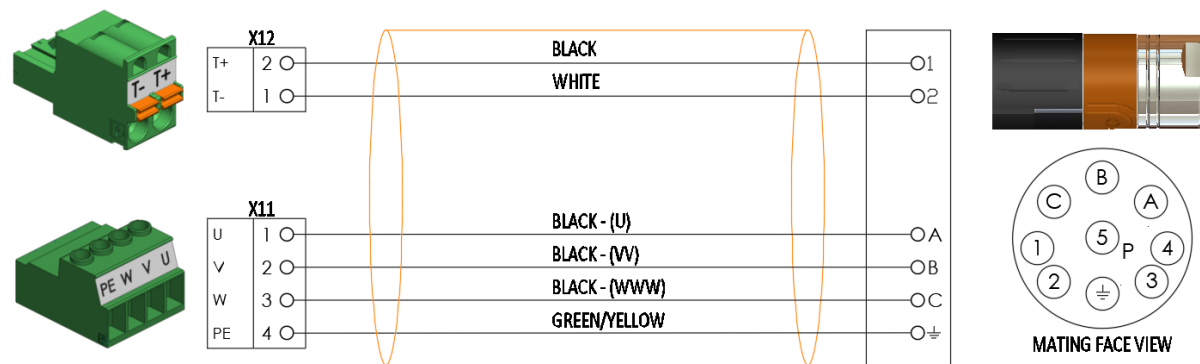 X12
T+ 2 BLACK 1
T- 1 WHITE 2
T- T+
X11
U 1 BLACK - (U) A
V 2 BLACK - (VV) B
W 3 BLACK - (WWW) C
PE 4 GREEN/YELLOW
PE W V U
B
C A
1 5 P 4
2 3
MATING FACE VIEW